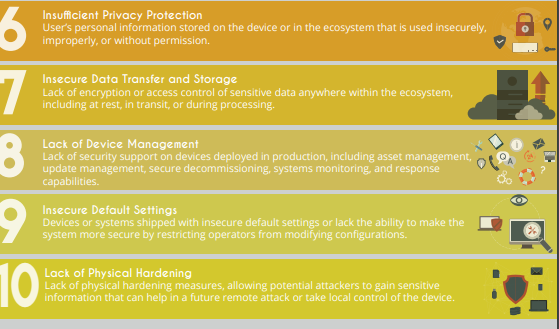 6
Insufficient Privacy Protection
User's personal information stored on the device or in the ecosystem that is used insecurely,
improperly, or without permission.
7
Insecure Data Transfer and Storage
Lack of encryption or access control of sensitive data anywhere within the ecosystem,
including at rest, in transit, or during processing.
8
Lack of Device Management
Lack of security support on devices deployed in production, including asset management,
update management, secure decommissioning, systems monitoring, and response
capabilities.
9
Insecure Default Settings
Devices or systems shipped with insecure default settings or lack the ability to make the
system more secure by restricting operators from modifying configurations.
10
Lack of Physical Hardening
Lack of physical hardening measures, allowing potential attackers to gain sensitive
information that can help in a future remote attack or take local control of the device.